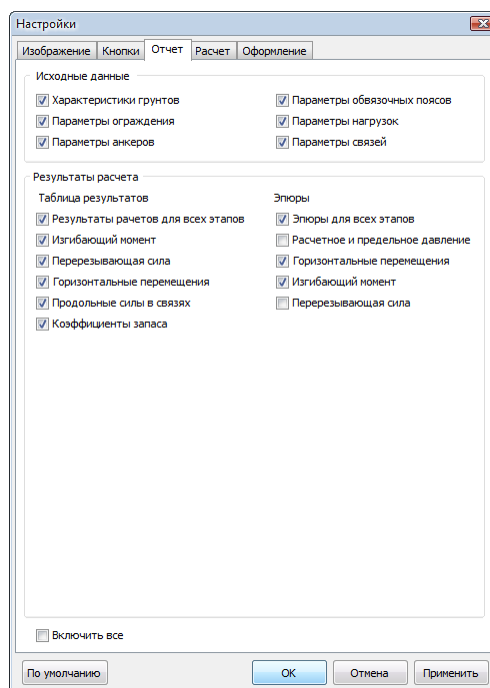 Настройки
Изображение Кнопки Отчет Расчет Оформление
Исходные данные
Характеристики грунтов Параметры обвязочных поясов
Параметры ограждения Параметры нагрузок
Параметры анкеров Параметры связей
Результаты расчета
Таблица результатов Эпюры
Результаты рачетов для всех этапов Эпюры для всех этапов
Изгибающий момент Расчетное и предельное давление
Перерезывающая сила Горизонтальные перемещения
Горизонтальные перемещения Изгибающий момент
Продольные силы в связях Перерезывающая сила
Коэффициенты запаса
Включить все
По умолчанию ОК Отмена Применить